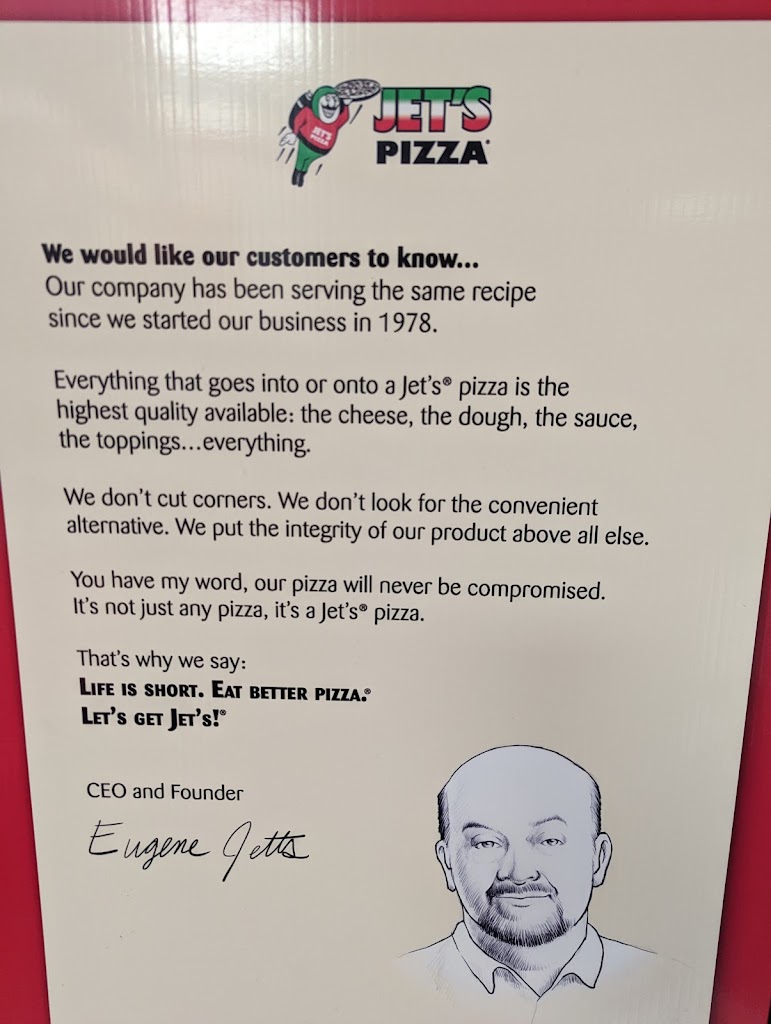 JET'S
PIZZA
JET'S
PIZZA
We would like our customers to know...
Our company has been serving the same recipe
since we started our business in 1978.
Everything that goes into or onto a Jet's® pizza is the
highest quality available: the cheese, the dough, the sauce,
the toppings...everything.
We don't cut corners. We don't look for the convenient
alternative. We put the integrity of our product above all else.
You have my word, our pizza will never be compromised.
It's not just any pizza, it's a Jet's® pizza.
That's why we say:
LIFE IS SHORT. EAT BETTER PIZZA.®
LET'S GET JET'S!®
CEO and Founder
Eugene Jetts